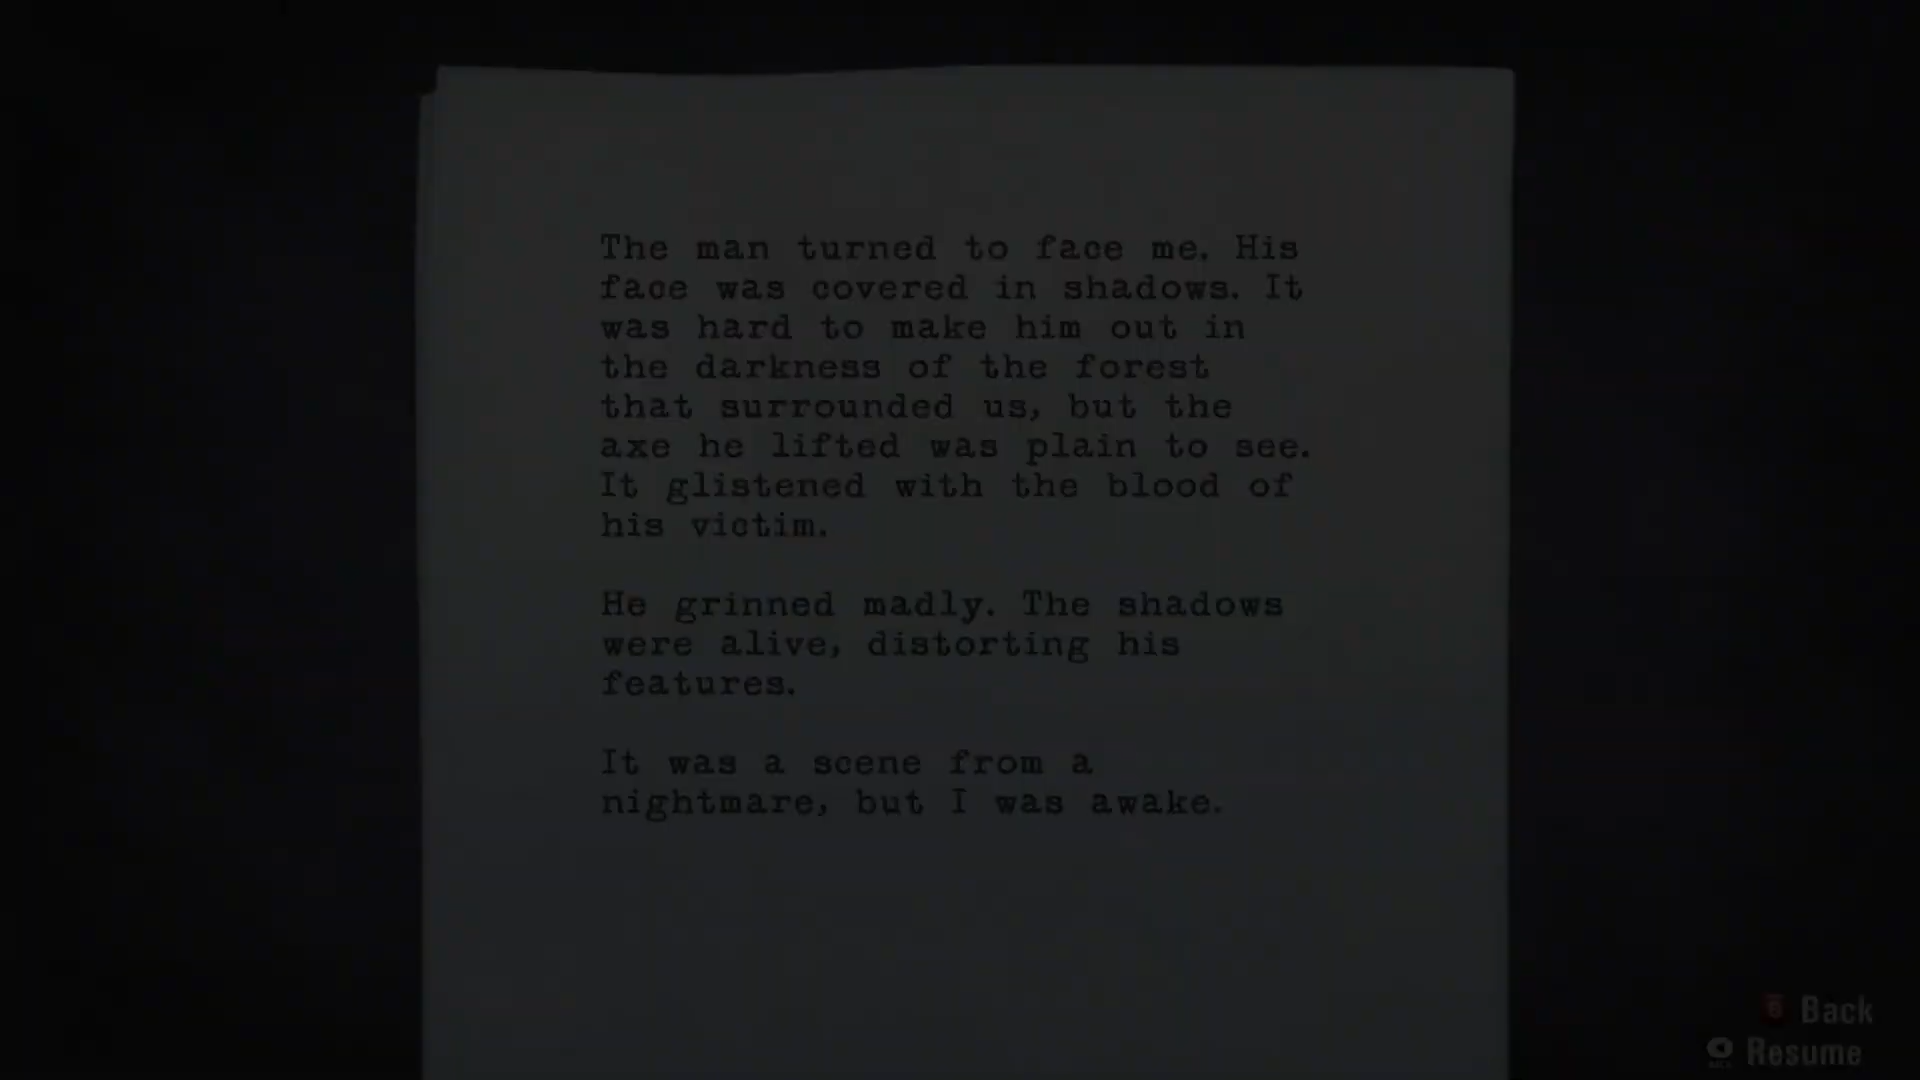 The man turned to face me. His
face was covered in shadows. It
was hard to make him out in
the darkness of the forest
that surrounded us, but the
axe he lifted was plain to see.
It glistened with the blood of
his victim.
He grinned madly. The shadows
were alive, distorting his
features.
It was a scene from a
nightmare, but I was awake.
Back
Resume